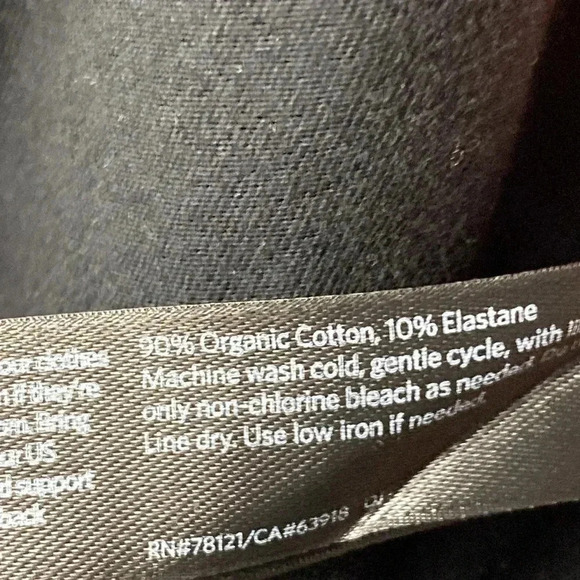 our clothes
if they're
Bring
US
support
back
90% Organic Cotton, 10% Elastane
Machine wash cold, gentle cycle, with
only non-chlorine bleach as needed.
Line dry. Use low iron if needed.
RN#78121/CA#63918